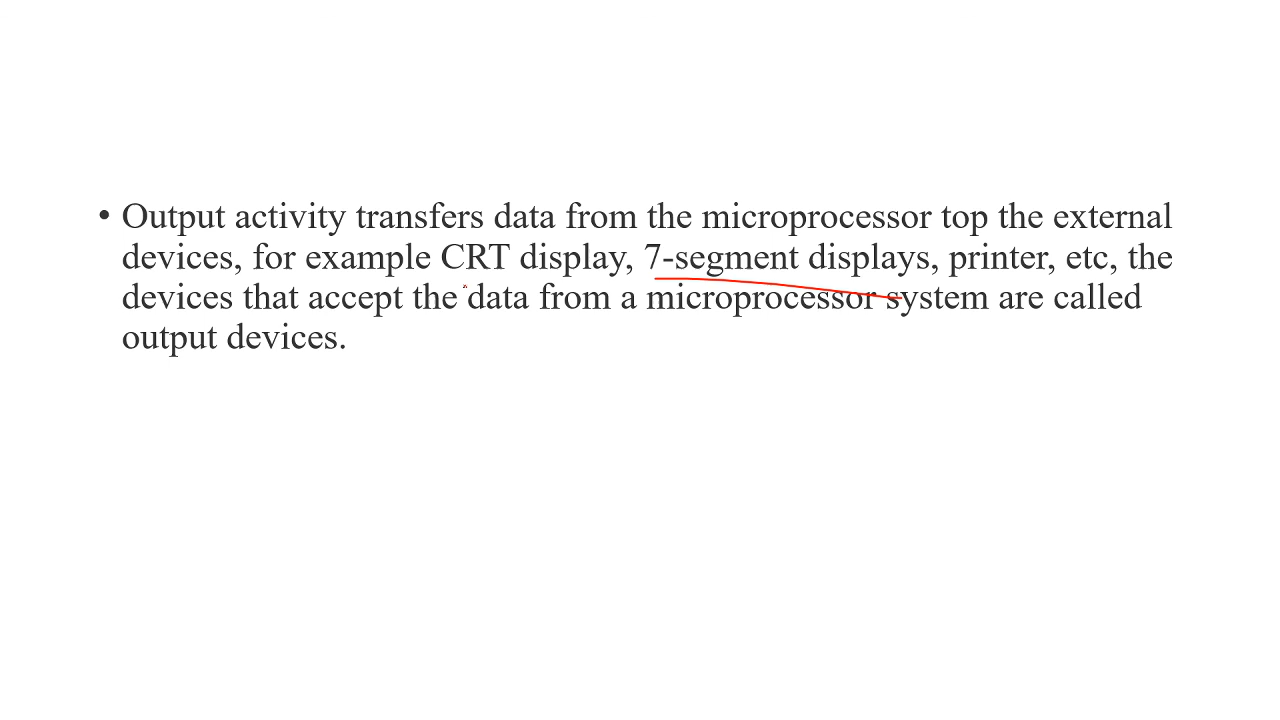 • Output activity transfers data from the microprocessor top the external
devices, for example CRT display, 7-segment displays, printer, etc, the
devices that accept the data from a microprocessor system are called
output devices.